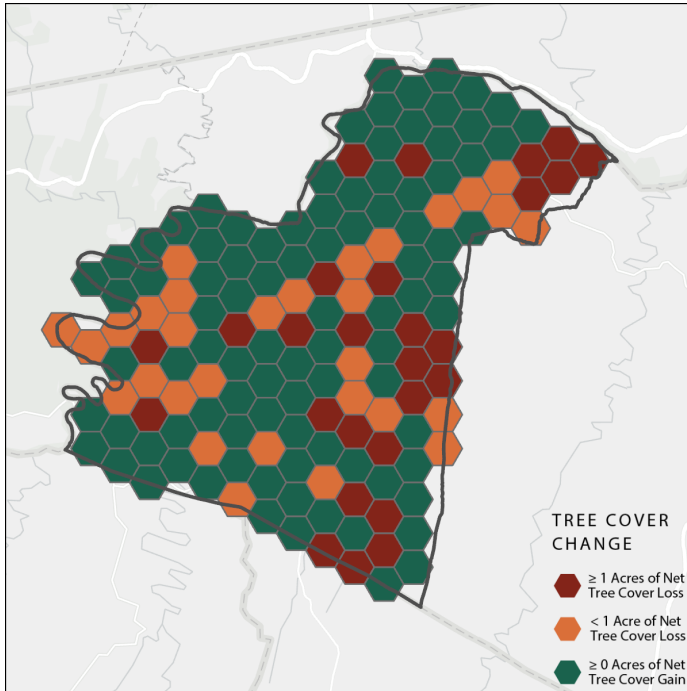 TREE COVER
CHANGE
≥ 1 Acres of Net
Tree Cover Loss
< 1 Acre of Net
Tree Cover Loss
≥ 0 Acres of Net
Tree Cover Gain